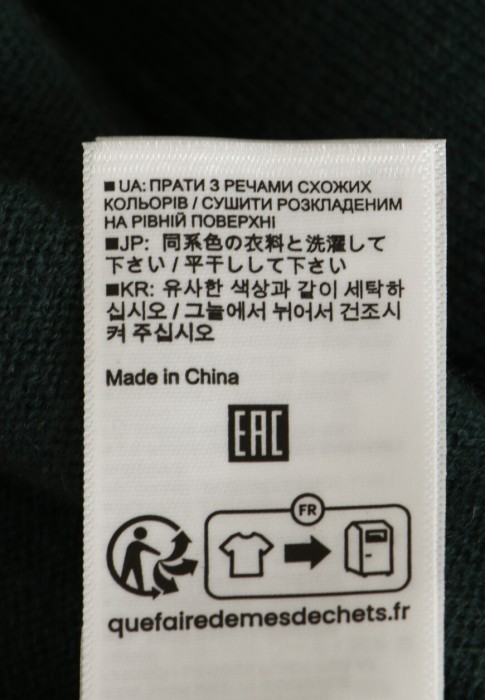 ■ UA: ПРАТИ З РЕЧАМИ СХОЖИХ
КОЛЬОРІВ / СУШИТИ РОЗКЛАДЕНИМ
НА РІВНІЙ ПОВЕРХНІ
■JP: 同系色の衣料と洗濯して
下さい / 平干しして下さい
■KR: 유사한 색상과 같이 세탁하
십시오 / 그늘에서 뉘어서 건조시
켜 주십시오
Made in China
EAC
FR
quefairedemesdechets.fr